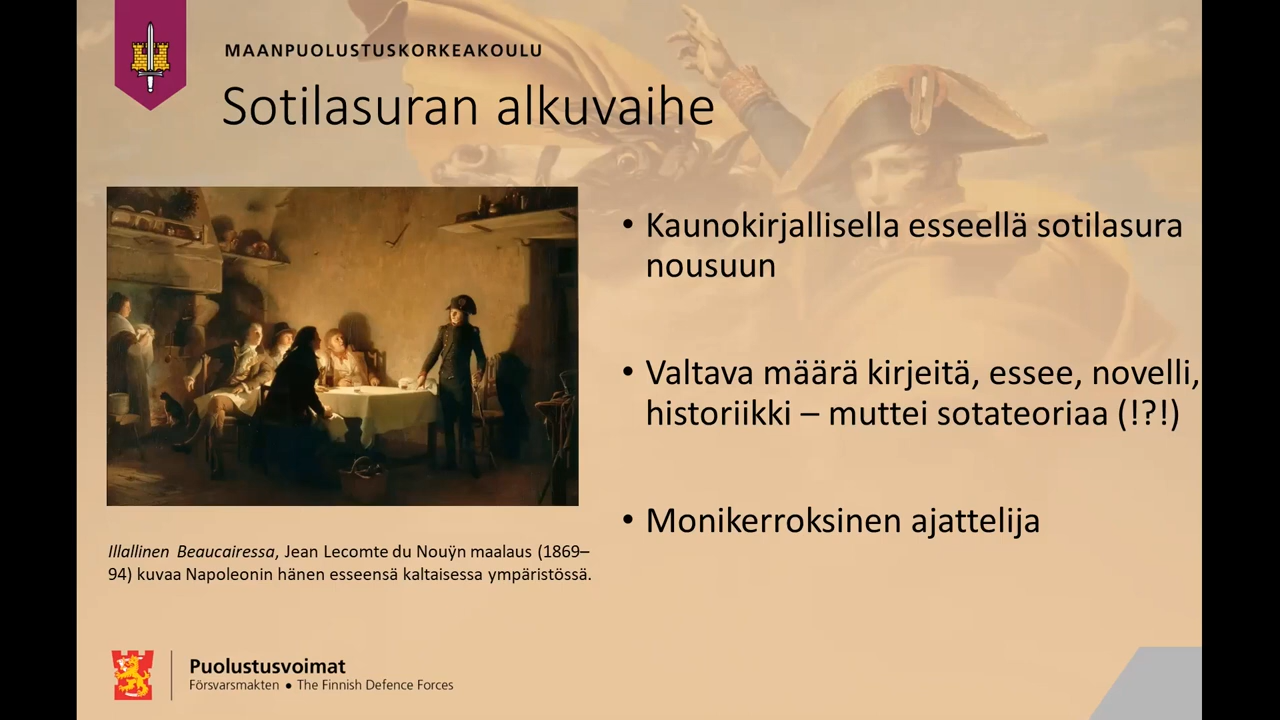 MAANPUOLUSTUSKORKEAKOULU
Sotilasuran alkuvaihe
• Kaunokirjallisella esseellä sotilasura
nousuun
• Valtava määrä kirjeitä, essee, novelli,
historiikki – muttei sotateoriaa (!?!)
• Monikerroksinen ajattelija
Illallinen Beaucairessa, Jean Lecomte du Nouÿn maalaus (1869–
94) kuvaa Napoleonin hänen esseensä kaltaisessa ympäristössä.
Puolustusvoimat
Försvarsmakten • The Finnish Defence Forces